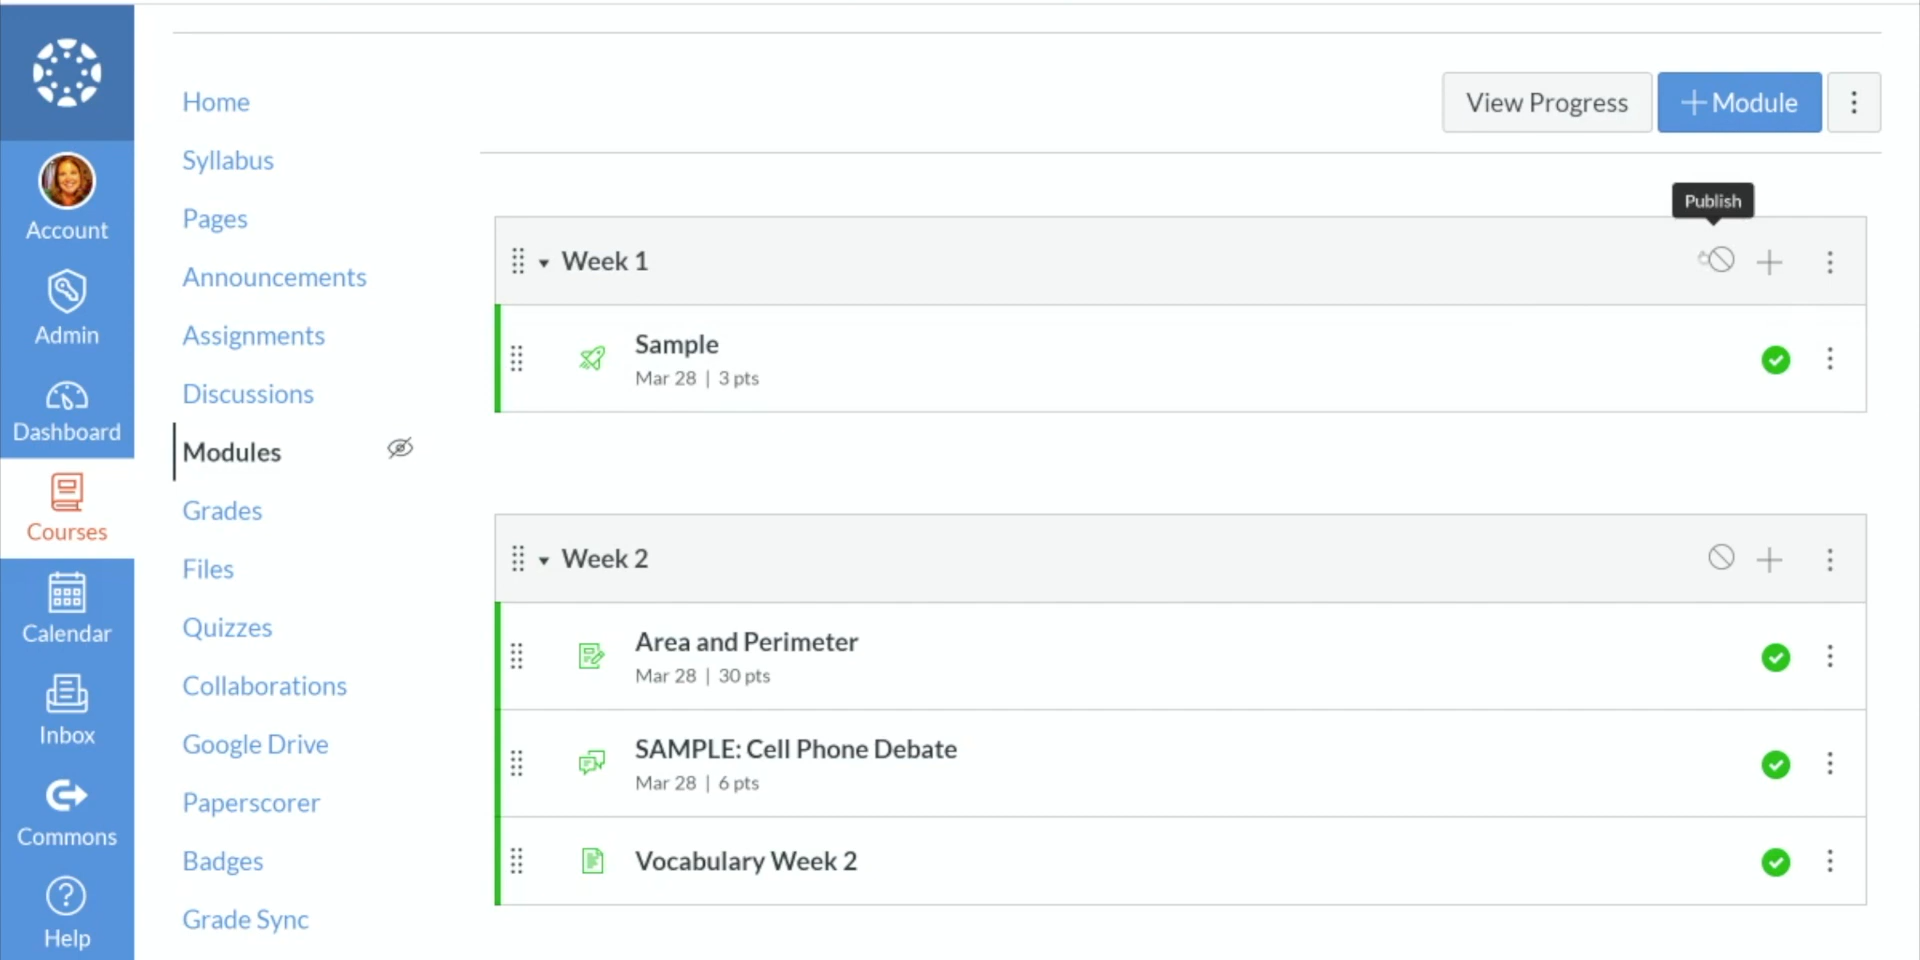 Account
Admin
Dashboard
Courses
Calendar
Inbox
Commons
Help
Home
Syllabus
Pages
Announcements
Assignments
Discussions
Modules
Grades
Files
Quizzes
Collaborations
Google Drive
Paperscorer
Badges
Grade Sync
View Progress
+ Module
Publish
Week 1
Sample
Mar 28 | 3 pts
Week 2
Area and Perimeter
Mar 28 | 30 pts
SAMPLE: Cell Phone Debate
Mar 28 | 6 pts
Vocabulary Week 2